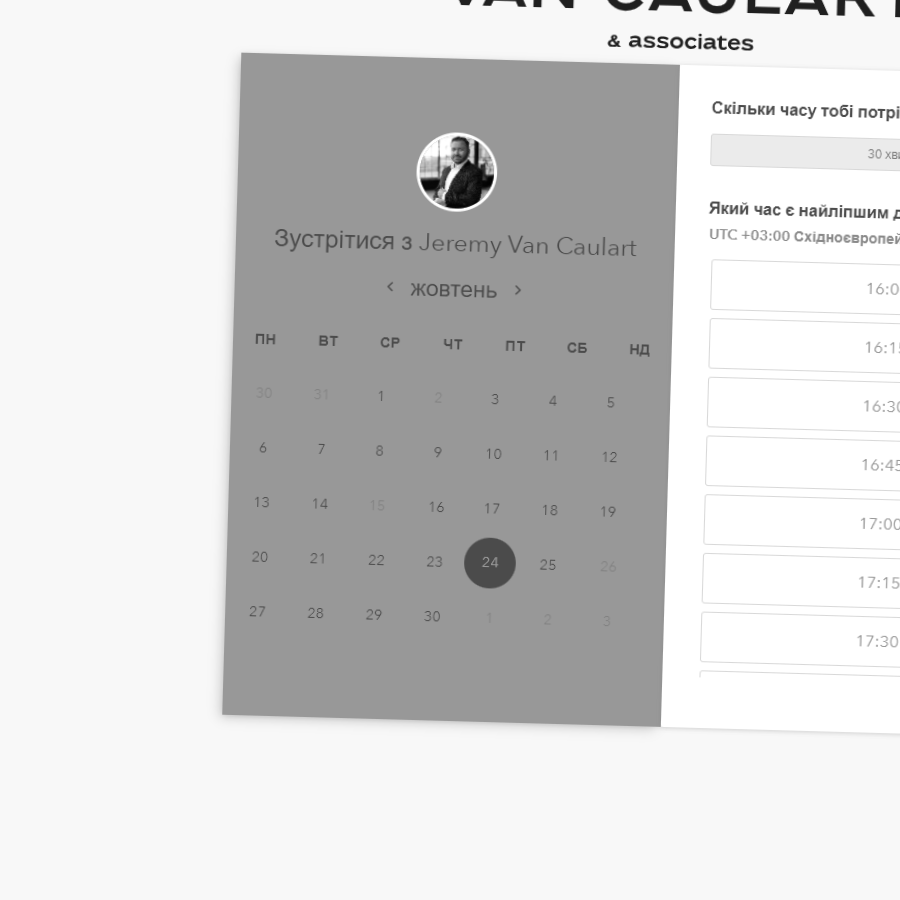 VAN CAULART
& associates
Зустрітися з Jeremy Van Caulart
‹ жовтень ›
ПН ВТ СР ЧТ ПТ СБ НД
30 31 1 2 3 4 5
6 7 8 9 10 11 12
13 14 15 16 17 18 19
20 21 22 23 24 25 26
27 28 29 30 1 2 3
Скільки часу тобі потрі
30 хви
Який час є найліпшим д
UTC +03:00 Східноєвропей
16:0
16:15
16:30
16:45
17:00
17:15
17:30